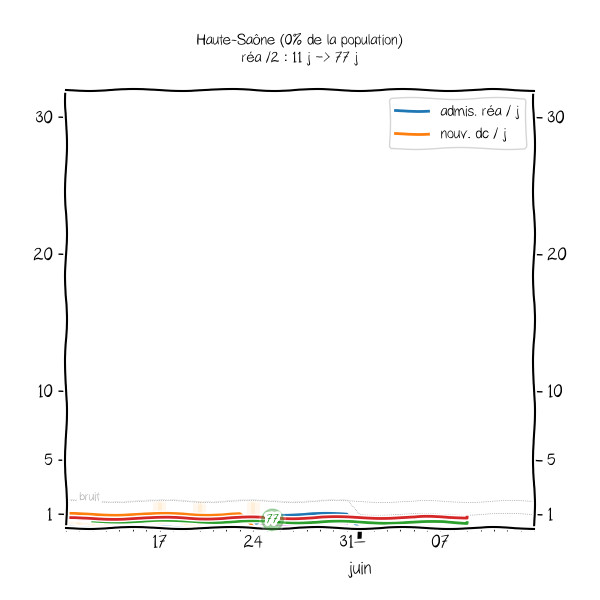 Haute-Saône (0% de la population)
réa /2 : 11 j -> 77 j
admis. réa / j
nouv. dc / j
30
30
20
20
10
10
5
5
bruit
1
77
1
17
24
31
07
juin